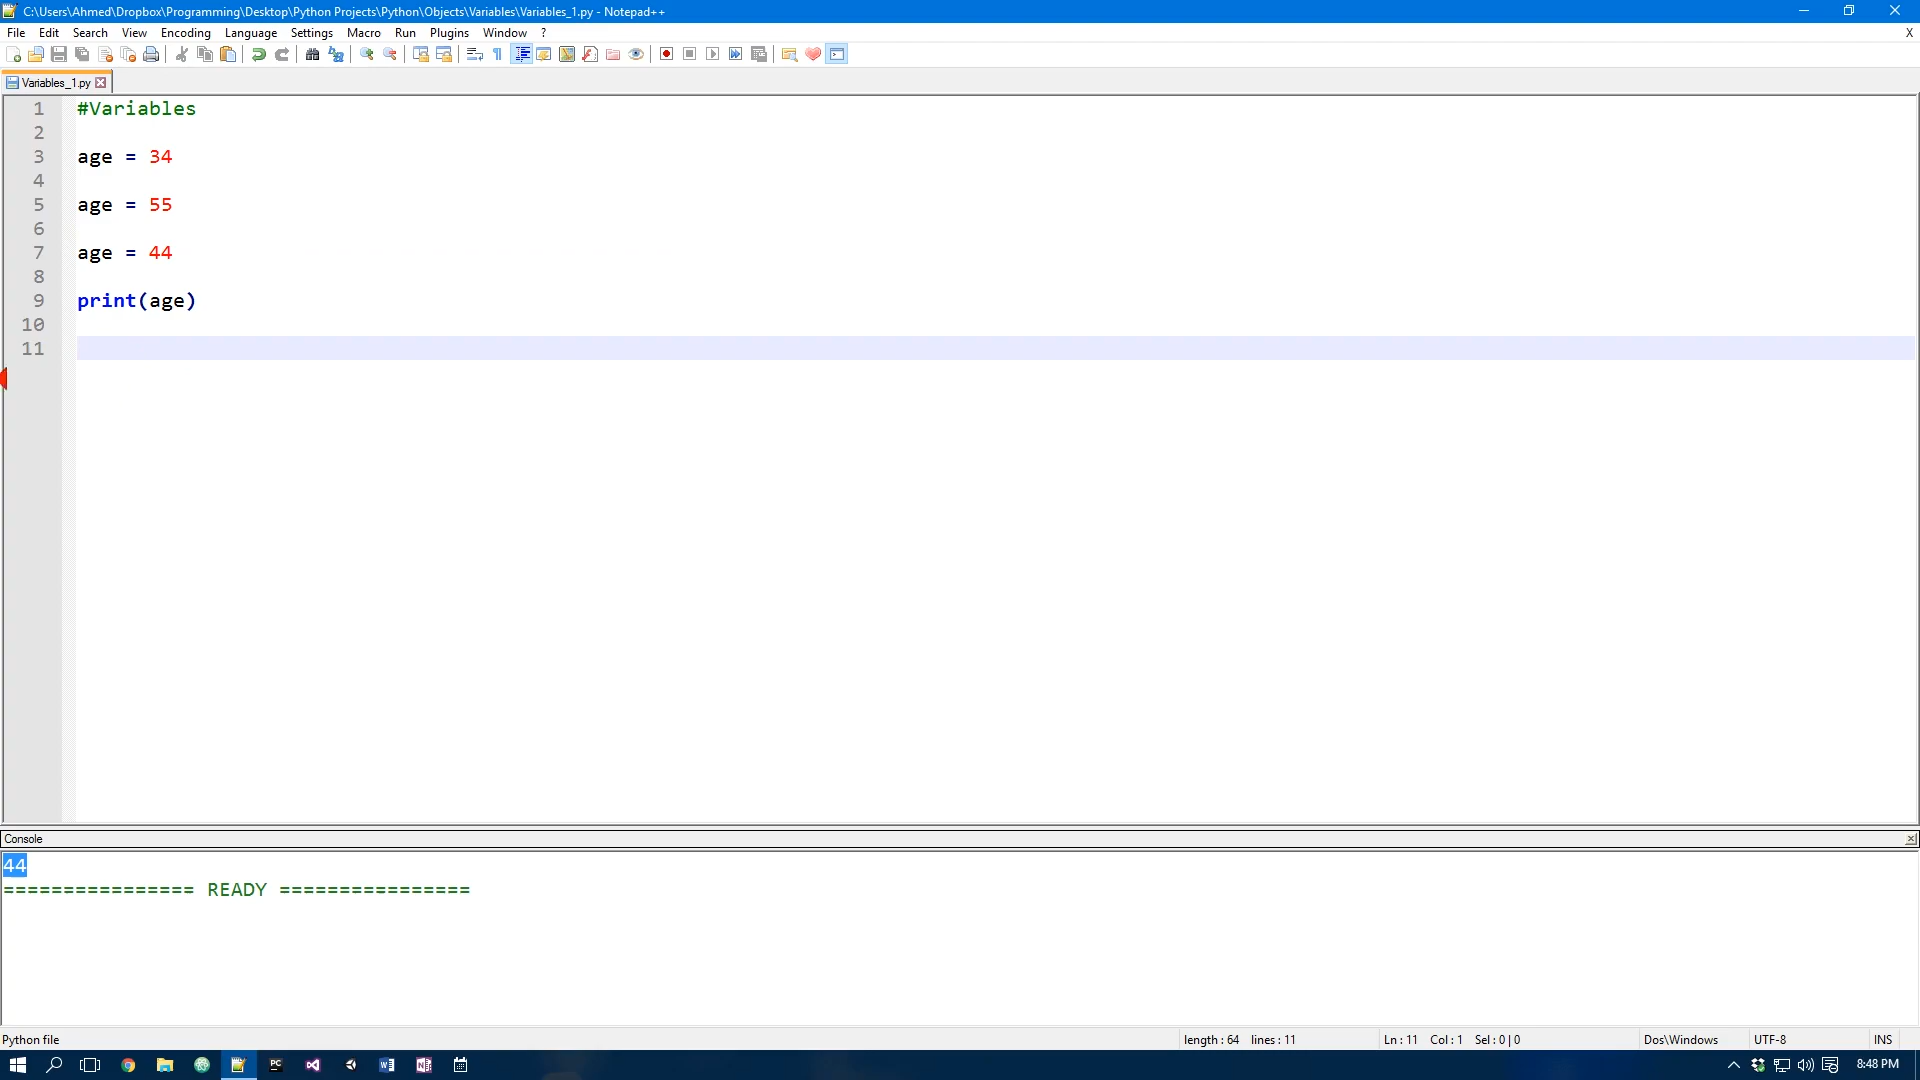 C:\Users\Ahmed\Dropbox\Programming\Desktop\Python Projects\Python\Objects\Variables\Variables_1.py - Notepad++
File Edit Search View Encoding Language Settings Macro Run Plugins Window ? X
Variables_1.py
1 #Variables
2
3 age = 34
4
5 age = 55
6
7 age = 44
8
9 print(age)
10
11
Console
44
================ READY ================
Python file length : 64 lines : 11 Ln : 11 Col : 1 Sel : 0 | 0 Dos\Windows UTF-8 INS
8:48 PM